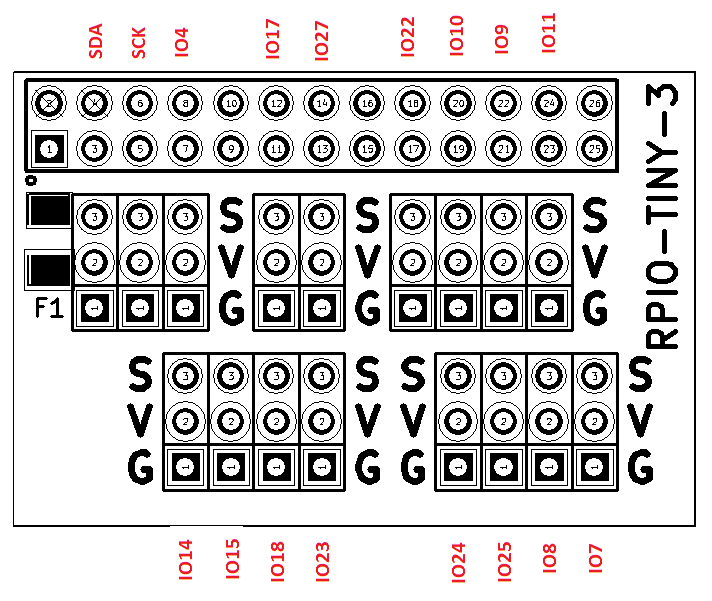 SDA SCK IO4 IO17 IO27 IO22 IO10 IO9 IO11
2 4 6 8 10 12 14 16 18 20 22 24 26
1 3 5 7 9 11 13 15 17 19 21 23 25
RPIO-TINY-3
3 3 3 S 3 3 S 3 3 3 3 S
2 2 2 V 2 2 V 2 2 2 2 V
F1 1 1 1 G 1 1 G 1 1 1 1 G
S 3 3 3 3 S S 3 3 3 3 S
V 2 2 2 2 V V 2 2 2 2 V
G 1 1 1 1 G G 1 1 1 1 G
IO14 IO15 IO18 IO23 IO24 IO25 IO8 IO7